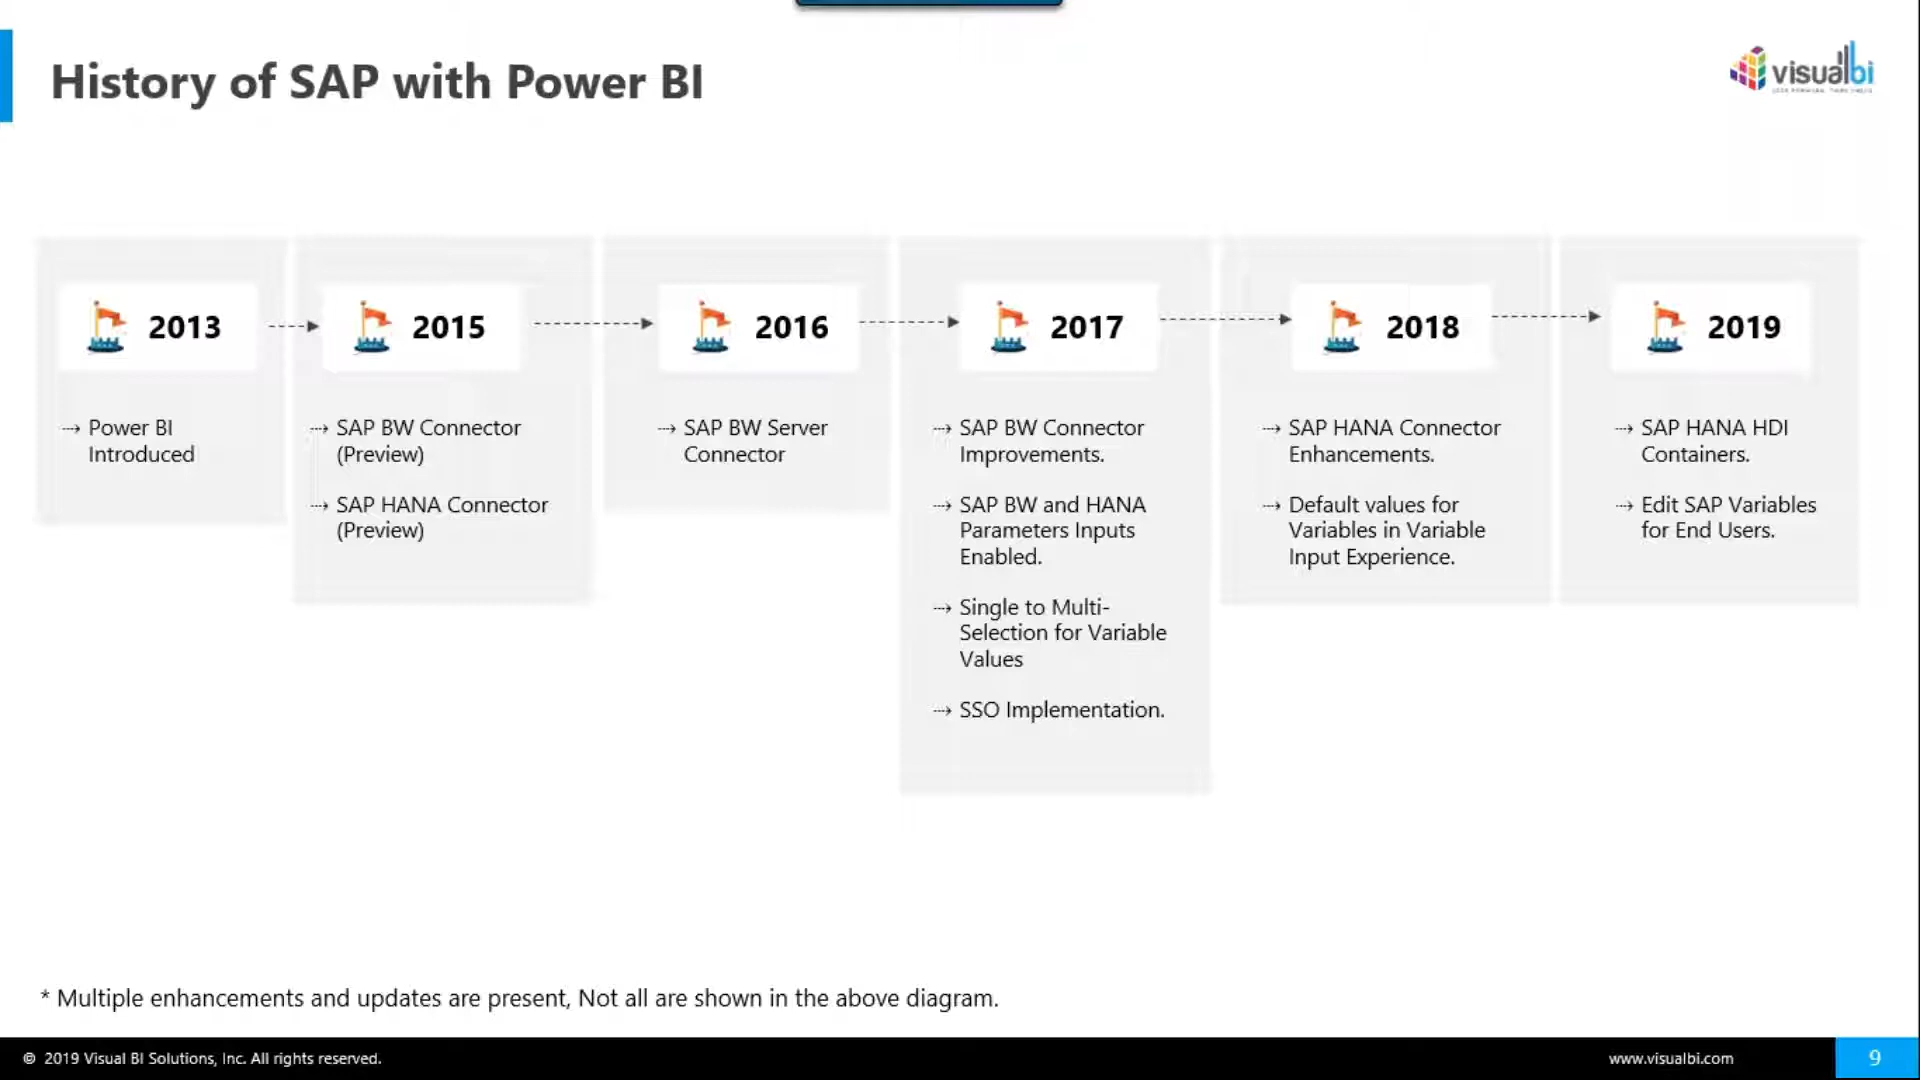 History of SAP with Power BI
visualbi
2013
2015
2016
2017
2018
2019
Power BI
Introduced
SAP BW Connector
(Preview)
SAP HANA Connector
(Preview)
SAP BW Server
Connector
SAP BW Connector
Improvements.
SAP BW and HANA
Parameters Inputs
Enabled.
Single to Multi-
Selection for Variable
Values
SSO Implementation.
SAP HANA Connector
Enhancements.
Default values for
Variables in Variable
Input Experience.
SAP HANA HDI
Containers.
Edit SAP Variables
for End Users.
* Multiple enhancements and updates are present, Not all are shown in the above diagram.
© 2019 Visual BI Solutions, Inc. All rights reserved.
www.visualbi.com
9